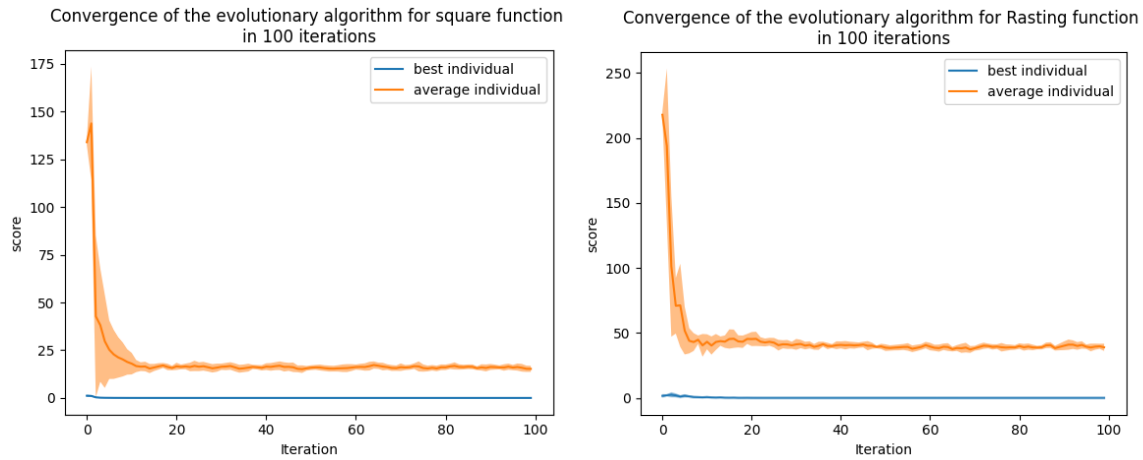 Convergence of the evolutionary algorithm for square function
in 100 iterations
175
150
125
100
75
50
25
0
score
best individual
average individual
0 20 40 60 80 100
Iteration
Convergence of the evolutionary algorithm for Rasting function
in 100 iterations
250
200
150
100
50
0
score
best individual
average individual
0 20 40 60 80 100
Iteration